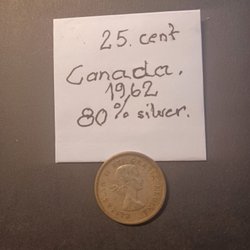 25. cent
Canada.
1962
80% silver.